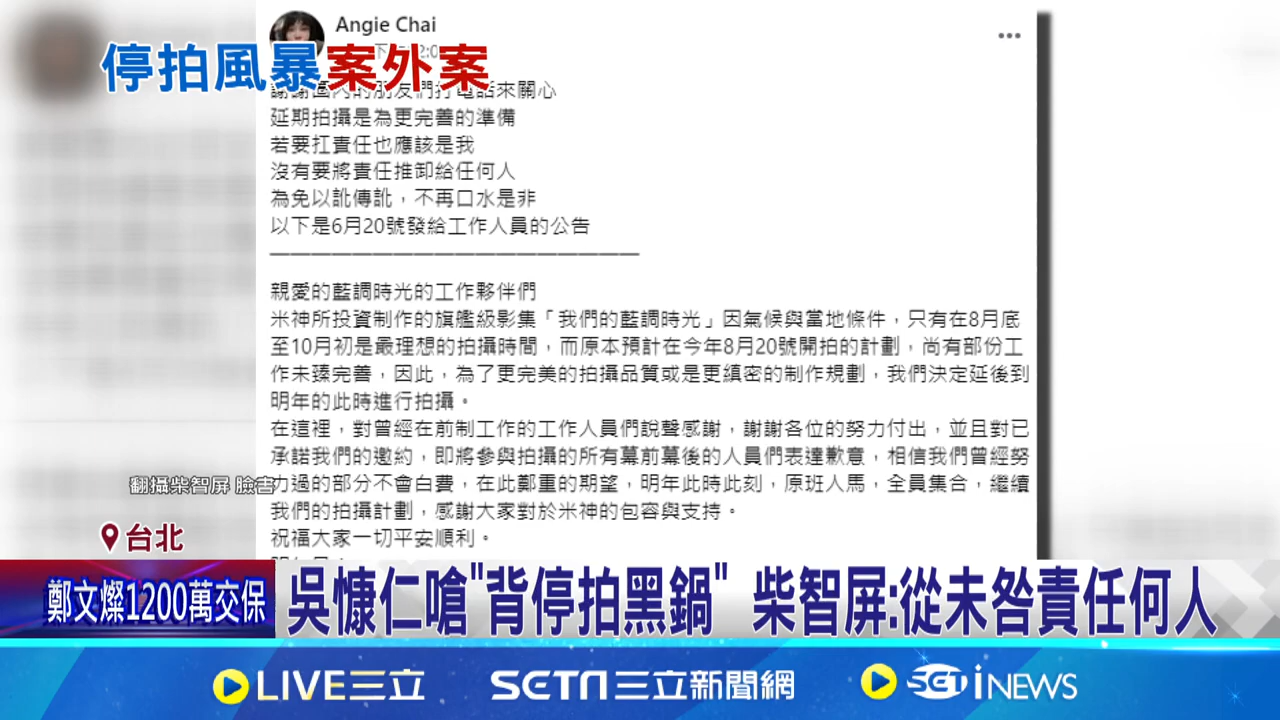 Angie Chai
停拍風暴案外案
謝謝國內的朋友們打電話來關心
延期拍攝是為更完善的準備
若要扛責任也應該是我
沒有要將責任推卸給任何人
為免以訛傳訛，不再口水是非
以下是6月20號發給工作人員的公告
親愛的藍調時光的工作夥伴們
米神所投資制作的旗艦級影集「我們的藍調時光」因氣候與當地條件，只有在8月底
至10月初是最理想的拍攝時間，而原本預計在今年8月20號開拍的計劃，尚有部份工
作未臻完善，因此，為了更完美的拍攝品質或是更縝密的制作規劃，我們決定延後到
明年的此時進行拍攝。
在這裡，對曾經在前制工作的工作人員們說聲感謝，謝謝各位的努力付出，並且對已
承諾我們的邀約，即將參與拍攝的所有幕前幕後的人員們表達歉意，相信我們曾經努
力過的部分不會白費，在此鄭重的期望，明年此時此刻，原班人馬，全員集合，繼續
我們的拍攝計劃，感謝大家對於米神的包容與支持。
祝福大家一切平安順利。
翻攝柴智屏 臉書
台北
鄭文燦1200萬交保
吳慷仁嗆"背停拍黑鍋" 柴智屏:從未咎責任何人
LIVE三立
SETN三立新聞網
SETiNEWS